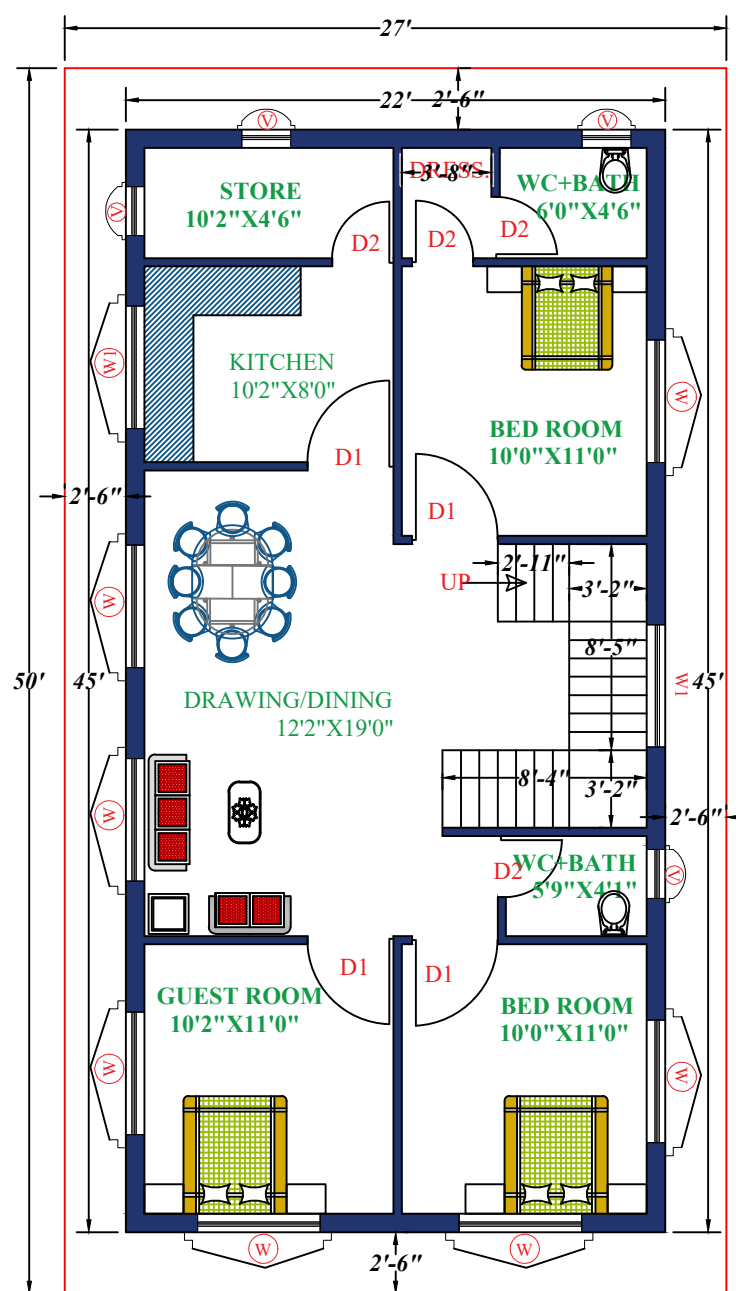 27'
22'
2'-6"
V
V
DRESS.
3'-8"
WC+BATH
6'0"X4'6"
STORE
10'2"X4'6"
V
D2
D2
D2
KITCHEN
10'2"X8'0"
W1
W
BED ROOM
10'0"X11'0"
D1
D1
2'-6"
2'-11"
UP
3'-2"
W
8'-5"
50'
45'
W1
45'
DRAWING/DINING
12'2"X19'0"
8'-4"
3'-2"
2'-6"
W
WC+BATH
5'9"X4'1"
D2
V
D1
D1
GUEST ROOM
10'2"X11'0"
BED ROOM
10'0"X11'0"
W
W
W
W
2'-6"